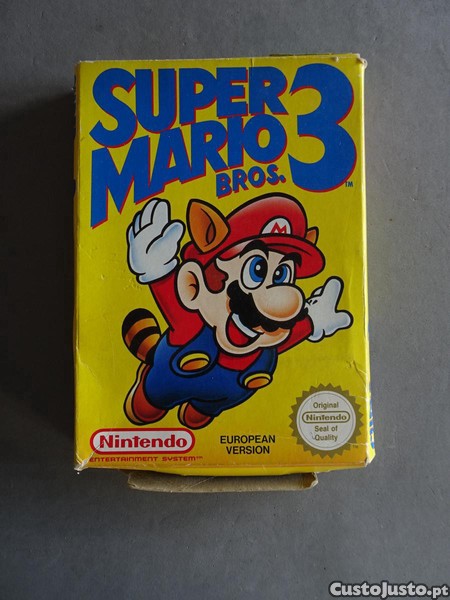 SUPER
MARIO
BROS. 3
TM
M
Original
Nintendo
Seal of
Quality
Nintendo
ENTERTAINMENT SYSTEM™
EUROPEAN
VERSION
CustoJusto.pt